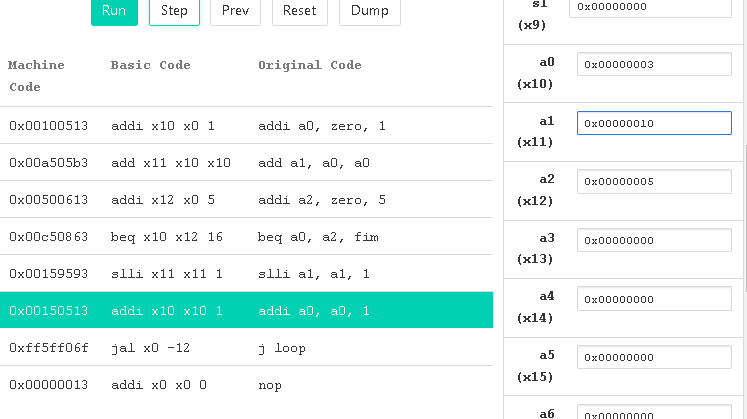 Run Step Prev Reset Dump
Machine Code Basic Code Original Code
0x00100513 addi x10 x0 1 addi a0, zero, 1
0x00a505b3 add x11 x10 x10 add a1, a0, a0
0x00500613 addi x12 x0 5 addi a2, zero, 5
0x00c50863 beq x10 x12 16 beq a0, a2, fim
0x00159593 slli x11 x11 1 slli a1, a1, 1
0x00150513 addi x10 x10 1 addi a0, a0, 1
0xff5ff06f jal x0 -12 j loop
0x00000013 addi x0 x0 0 nop
s1 (x9) 0x00000000
a0 (x10) 0x00000003
a1 (x11) 0x00000010
a2 (x12) 0x00000005
a3 (x13) 0x00000000
a4 (x14) 0x00000000
a5 (x15) 0x00000000
a6 0x00000000